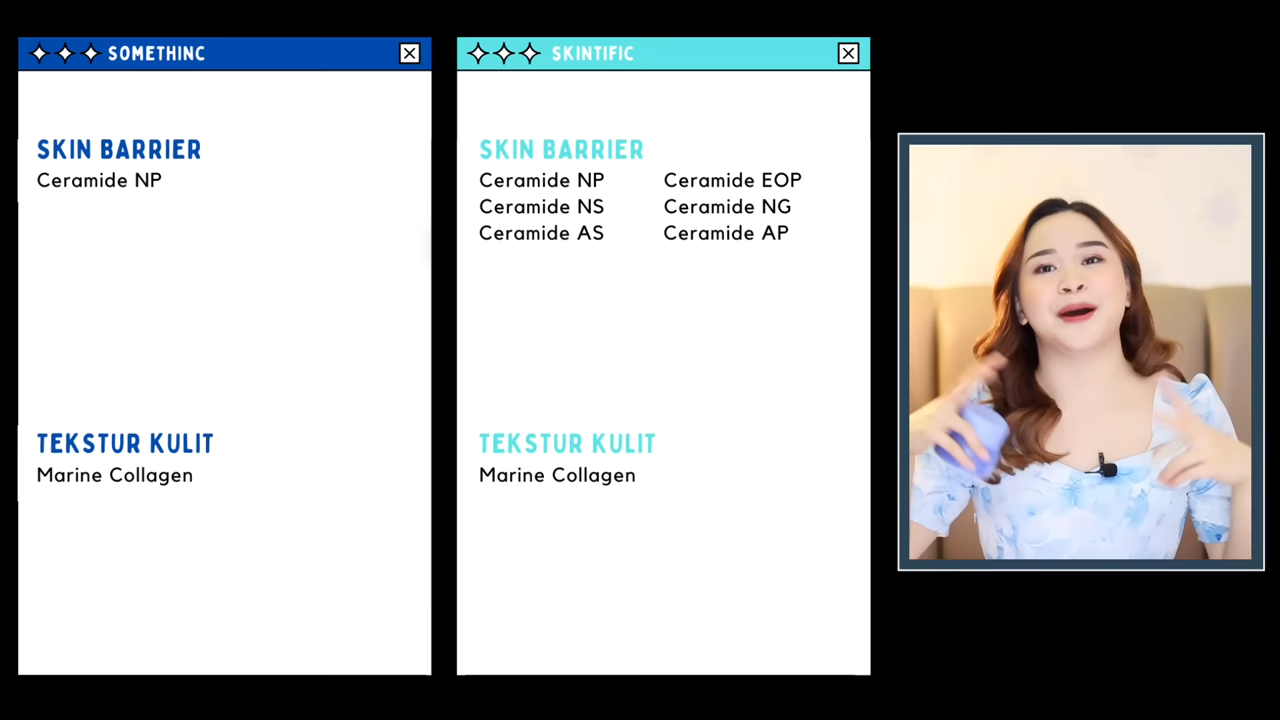 SOMETHINC
SKIN BARRIER
Ceramide NP
TEKSTUR KULIT
Marine Collagen
SKINTIFIC
SKIN BARRIER
Ceramide NP Ceramide EOP
Ceramide NS Ceramide NG
Ceramide AS Ceramide AP
TEKSTUR KULIT
Marine Collagen